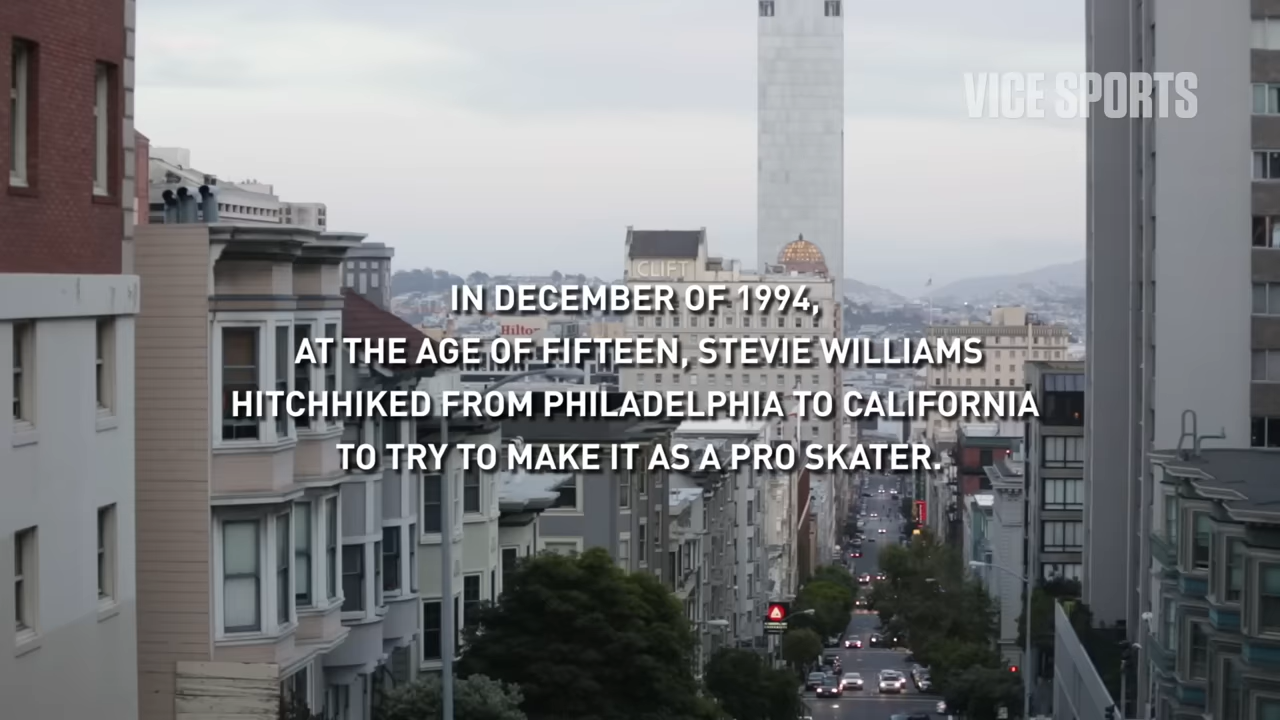 VICE SPORTS
CLIFT
IN DECEMBER OF 1994,
Hilton
AT THE AGE OF FIFTEEN, STEVIE WILLIAMS
HITCHHIKED FROM PHILADELPHIA TO CALIFORNIA
TO TRY TO MAKE IT AS A PRO SKATER.